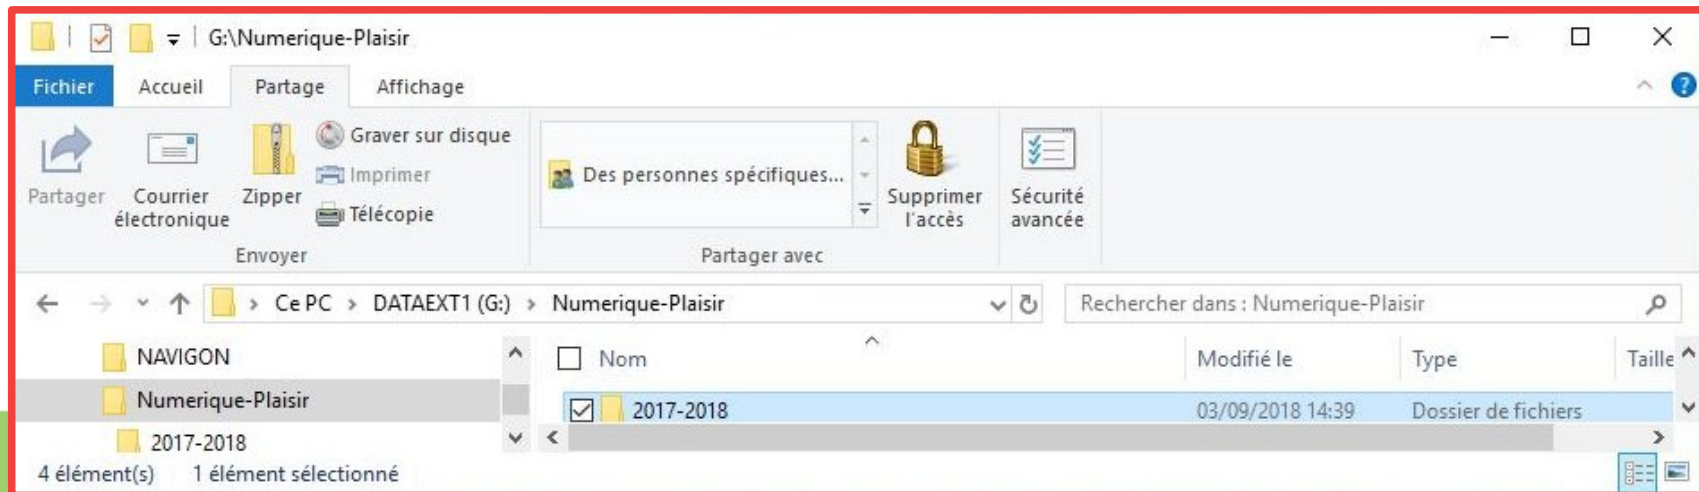 G:\Numerique-Plaisir
Fichier Accueil Partage Affichage
Partager
Courrier électronique
Zipper
Graver sur disque
Imprimer
Télécopie
Envoyer
Des personnes spécifiques...
Supprimer l'accès
Partager avec
Sécurité avancée
Ce PC > DATAEXT1 (G:) > Numerique-Plaisir
Rechercher dans : Numerique-Plaisir
NAVIGON
Numerique-Plaisir
2017-2018
Nom Modifié le Type Taille
2017-2018 03/09/2018 14:39 Dossier de fichiers
4 élément(s) 1 élément sélectionné